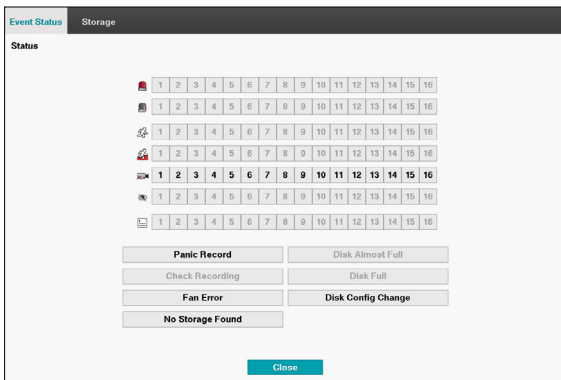 Event Status Storage
Status
1 2 3 4 5 6 7 8 9 10 11 12 13 14 15 16
1 2 3 4 5 6 7 8 9 10 11 12 13 14 15 16
1 2 3 4 5 6 7 8 9 10 11 12 13 14 15 16
1 2 3 4 5 6 7 8 9 10 11 12 13 14 15 16
1 2 3 4 5 6 7 8 9 10 11 12 13 14 15 16
1 2 3 4 5 6 7 8 9 10 11 12 13 14 15 16
1 2 3 4 5 6 7 8 9 10 11 12 13 14 15 16
Panic Record Disk Almost Full
Check Recording Disk Full
Fan Error Disk Config Change
No Storage Found
Close